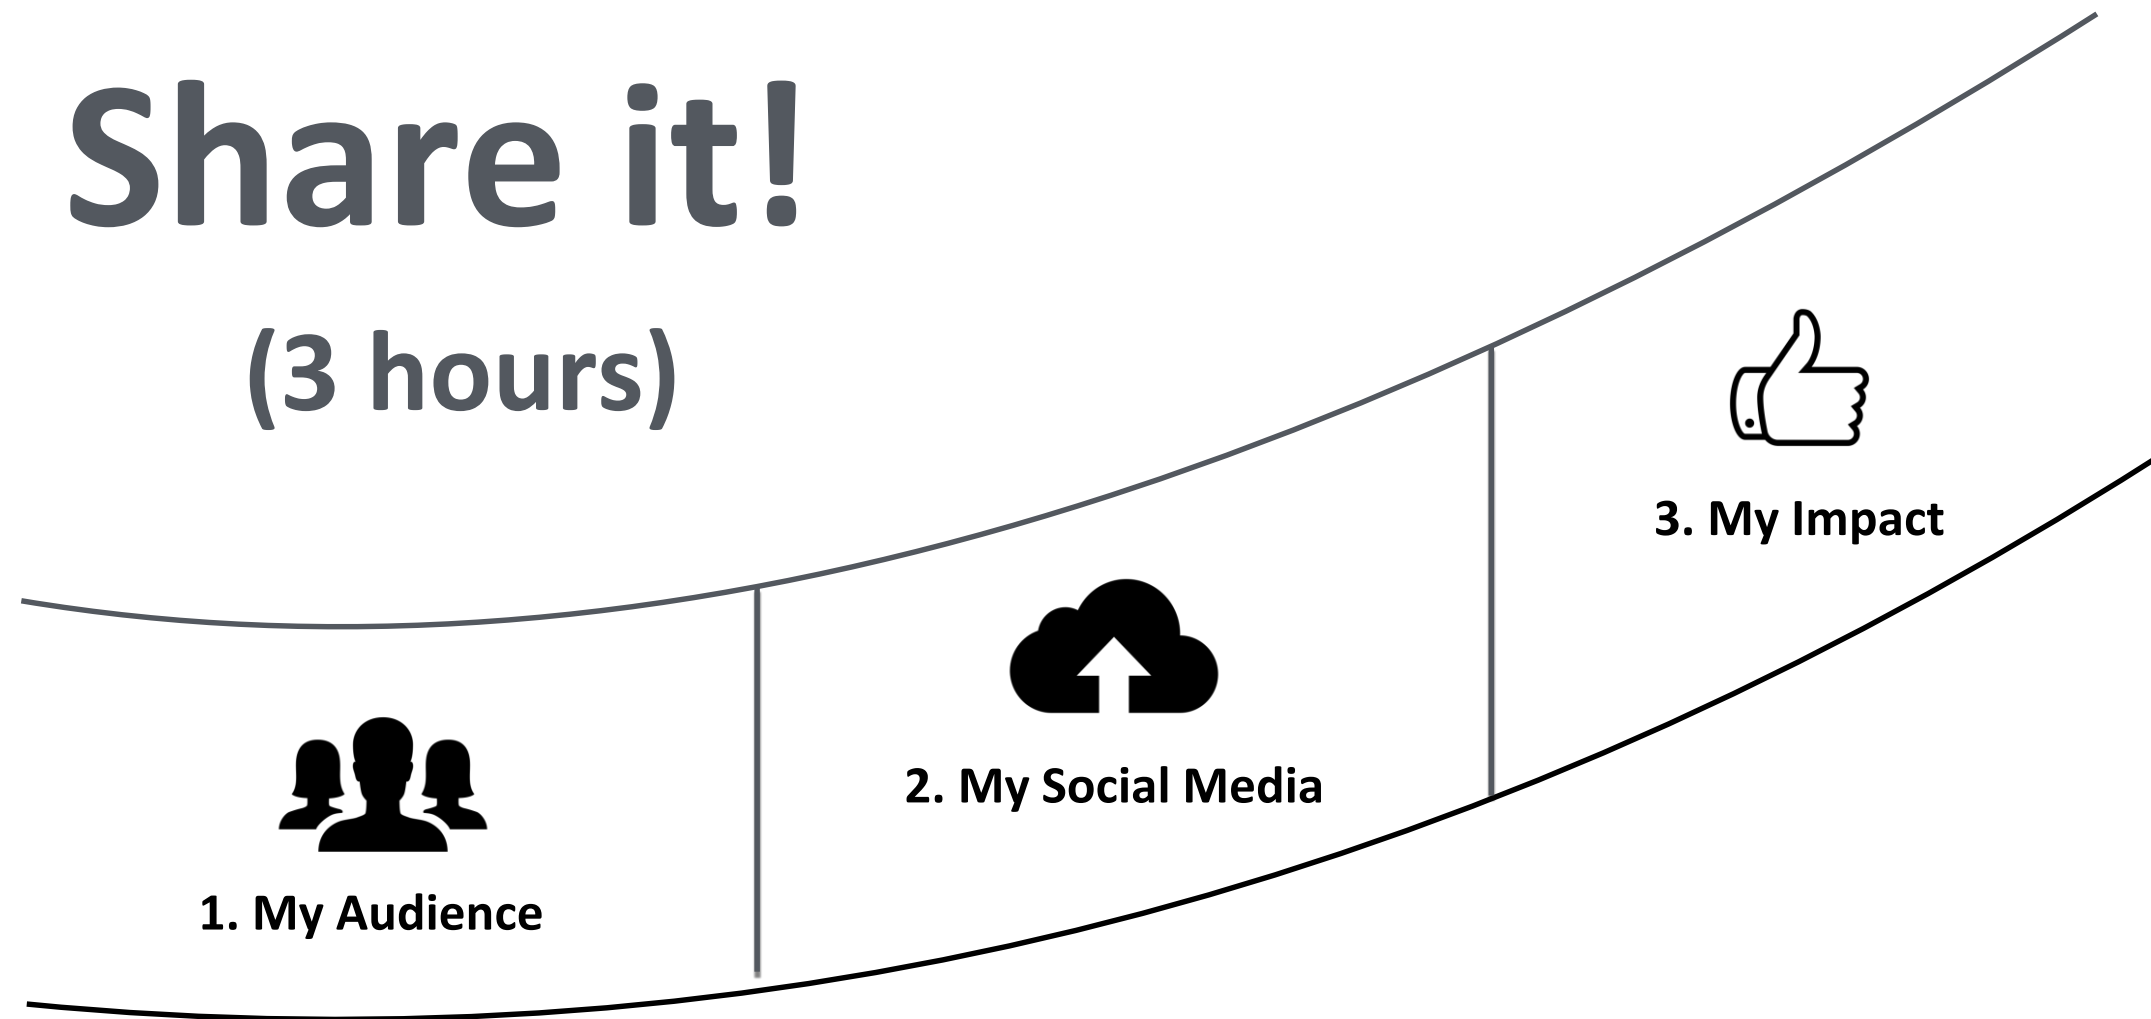 Share it!
(3 hours)
1. My Audience
2. My Social Media
3. My Impact